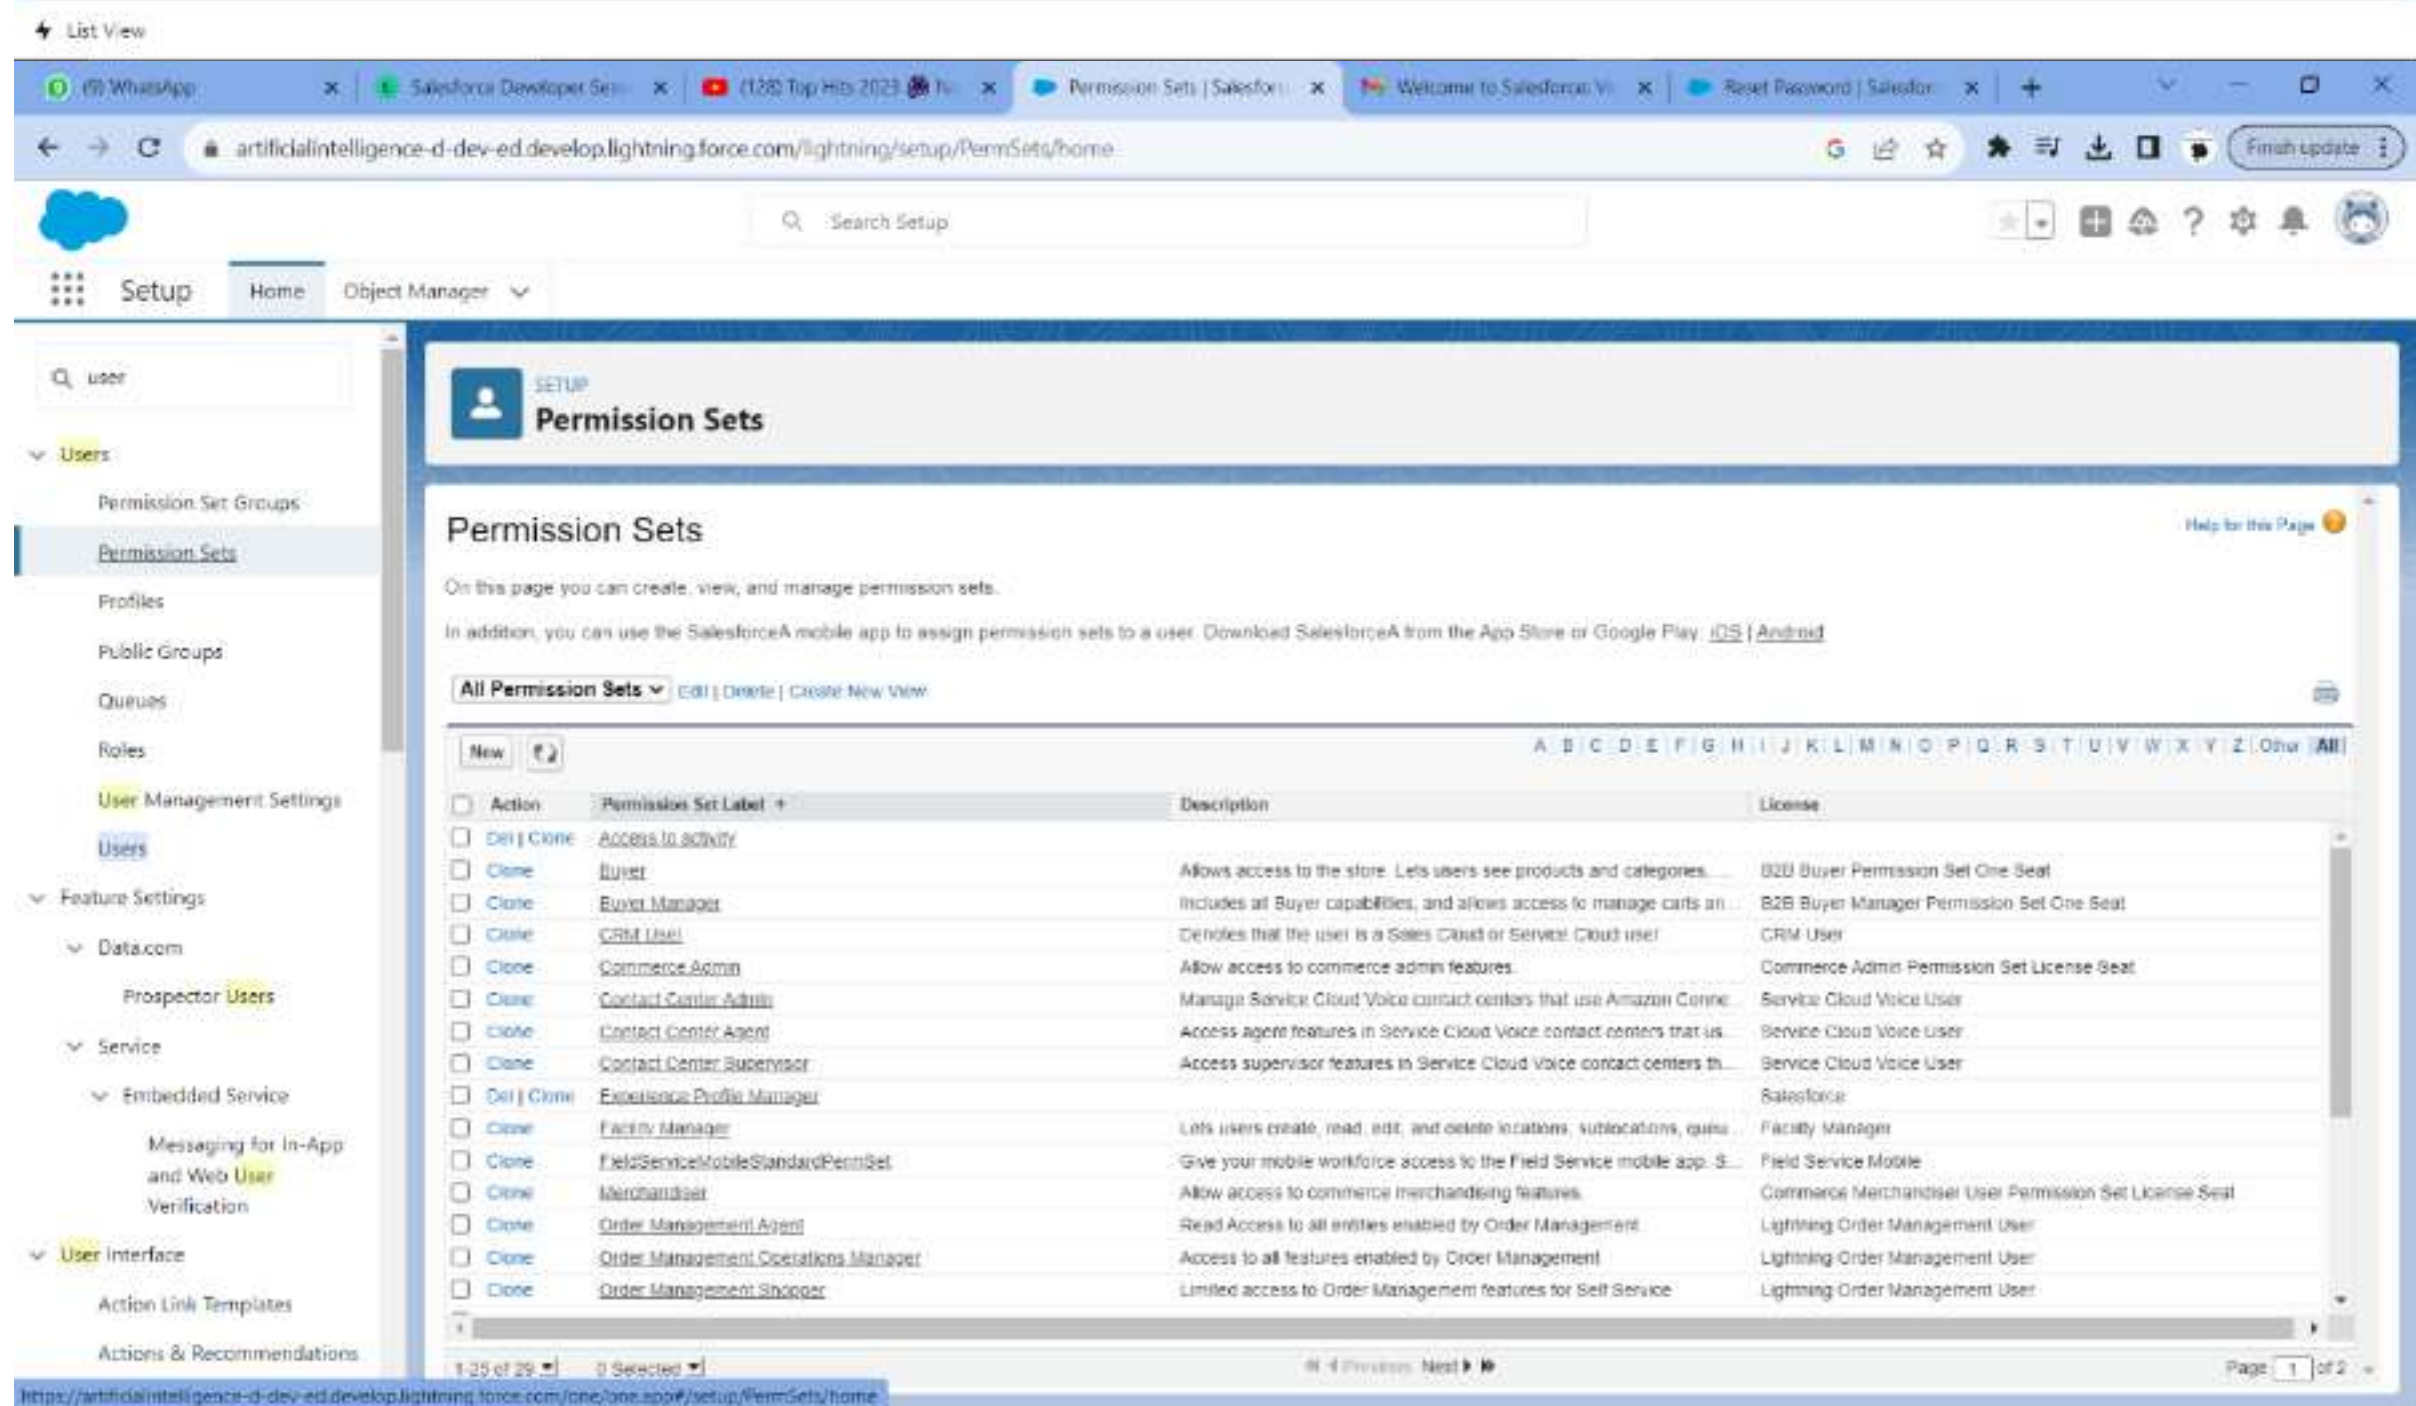 List View
(9) WhatsApp
Salesforce Developer
(128) Top Hits 2023
Permission Sets | Salesfor
Welcome to Salesforce: V
Reset Password | Salesfor
artificialintelligence-d-dev-ed.develop.lightning.force.com/lightning/setup/PermSets/home
Finish update
Search Setup
Setup
Home
Object Manager
user
Users
Permission Set Groups
Permission Sets
Profiles
Public Groups
Queues
Roles
User Management Settings
Users
Feature Settings
Data.com
Prospector Users
Service
Embedded Service
Messaging for In-App
and Web User
Verification
User Interface
Action Link Templates
Actions & Recommendations
SETUP
Permission Sets
Permission Sets
Help for this Page
On this page you can create, view, and manage permission sets.
In addition, you can use the SalesforceA mobile app to assign permission sets to a user. Download SalesforceA from the App Store or Google Play: iOS | Android
All Permission Sets Edit | Delete | Create New View
New
A | B | C | D | E | F | G | H | I | J | K | L | M | N | O | P | Q | R | S | T | U | V | W | X | Y | Z | Other All
Action Permission Set Label Description License
Del | Clone Access to activity
Clone Buyer Allows access to the store. Lets users see products and categories, ... B2B Buyer Permission Set One Seat
Clone Buyer Manager Includes all Buyer capabilities, and allows access to manage carts an... B2B Buyer Manager Permission Set One Seat
Clone CRM User Denotes that the user is a Sales Cloud or Service Cloud user CRM User
Clone Commerce Admin Allow access to commerce admin features. Commerce Admin Permission Set License Seat
Clone Contact Center Admin Manage Service Cloud Voice contact centers that use Amazon Conne... Service Cloud Voice User
Clone Contact Center Agent Access agent features in Service Cloud Voice contact centers that us... Service Cloud Voice User
Clone Contact Center Supervisor Access supervisor features in Service Cloud Voice contact centers th... Service Cloud Voice User
Del | Clone Experience Profile Manager Salesforce
Clone Facility Manager Lets users create, read, edit, and delete locations, sublocations, queu... Facility Manager
Clone FieldServiceMobileStandardPermSet Give your mobile workforce access to the Field Service mobile app. S... Field Service Mobile
Clone Merchandiser Allow access to commerce merchandising features. Commerce Merchandiser User Permission Set License Seat
Clone Order Management Agent Read Access to all entities enabled by Order Management Lightning Order Management User
Clone Order Management Operations Manager Access to all features enabled by Order Management Lightning Order Management User
Clone Order Management Shopper Limited access to Order Management features for Self Service Lightning Order Management User
1-25 of 29
0 Selected
Previous Next
Page 1 of 2
https://artificialintelligence-d-dev-ed.develop.lightning.force.com/one/one.app#/setup/PermSets/home